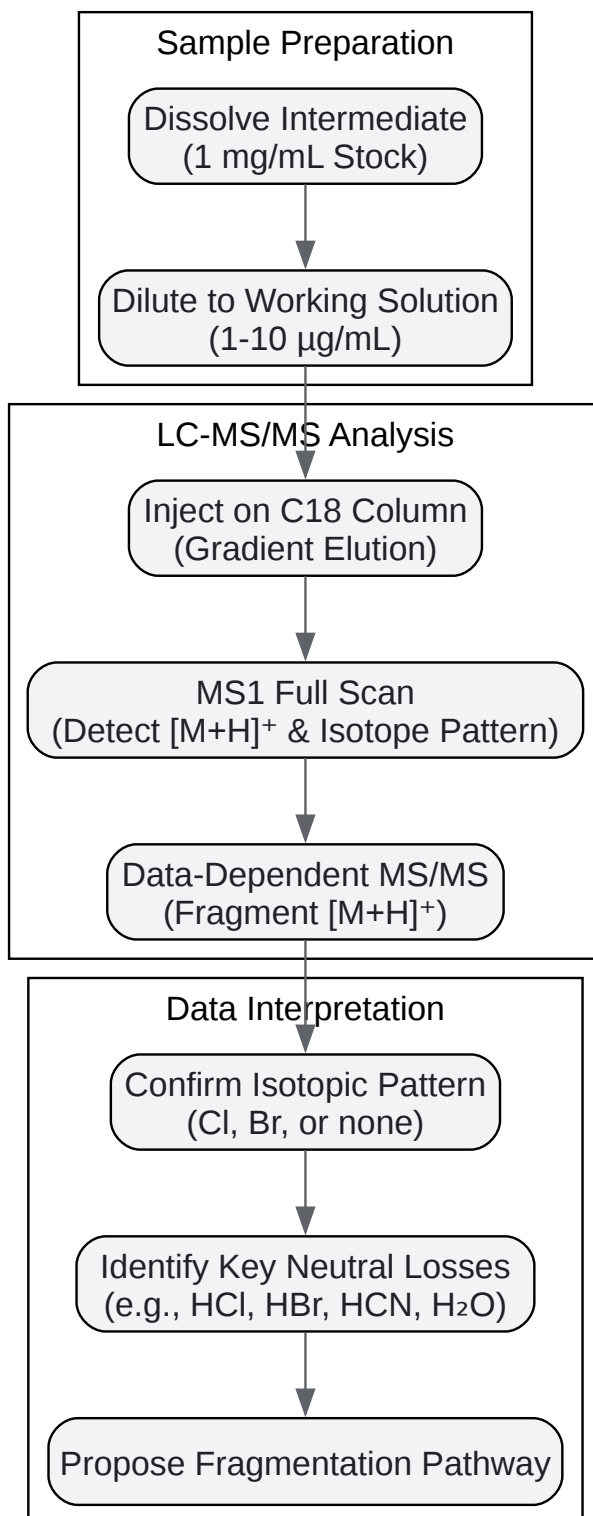 Sample Preparation
Dissolve Intermediate
(1 mg/mL Stock)
Dilute to Working Solution
(1-10 µg/mL)
LC-MS/MS Analysis
Inject on C18 Column
(Gradient Elution)
MS1 Full Scan
(Detect [M+H]⁺ & Isotope Pattern)
Data-Dependent MS/MS
(Fragment [M+H]⁺)
Data Interpretation
Confirm Isotopic Pattern
(Cl, Br, or none)
Identify Key Neutral Losses
(e.g., HCl, HBr, HCN, H₂O)
Propose Fragmentation Pathway